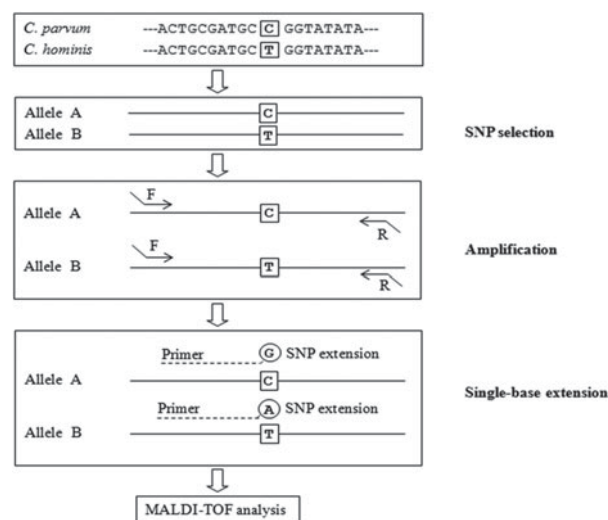 C. parvum ---ACTGCGATGC C GGTATATA---
C. hominis ---ACTGCGATGC T GGTATATA---
Allele A C
Allele B T
SNP selection
F
Allele A C
R
F
Allele B T
R
Amplification
Primer G SNP extension
Allele A C
Primer A SNP extension
Allele B T
Single-base extension
MALDI-TOF analysis